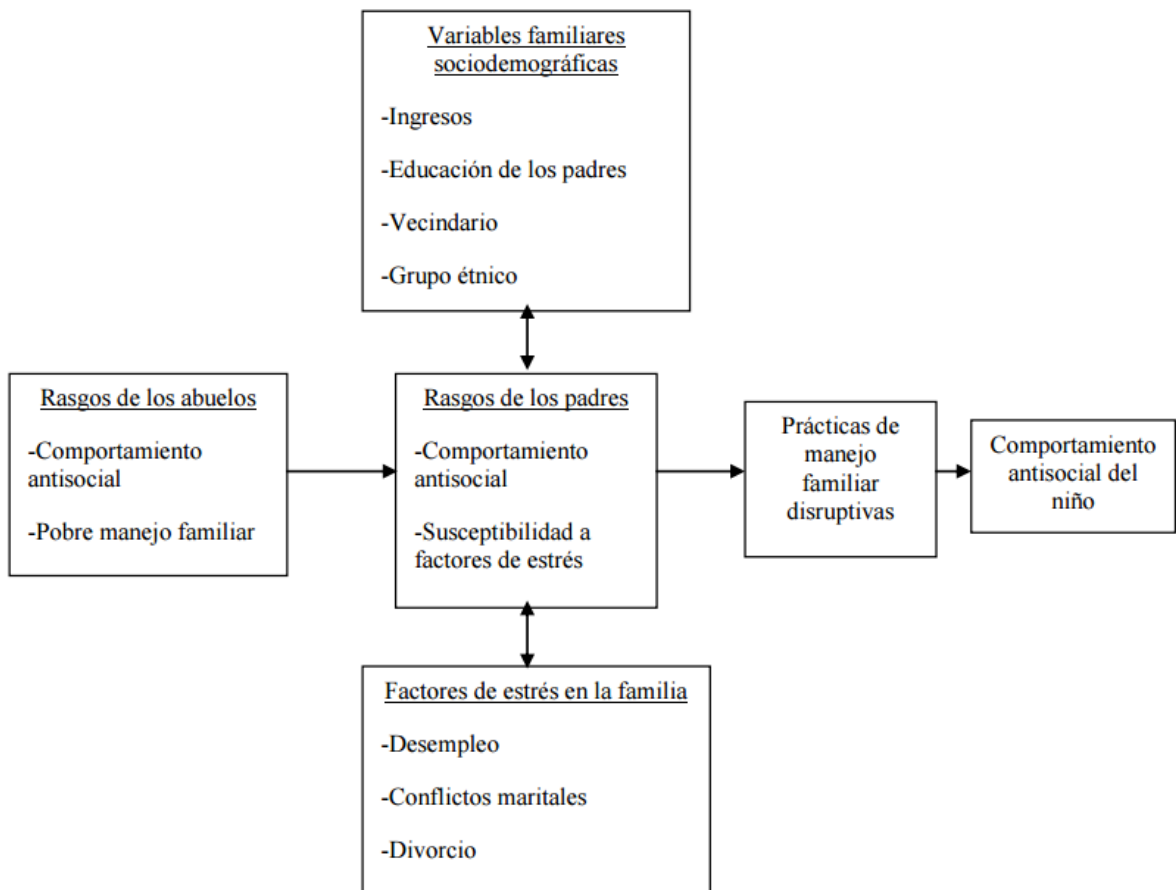 Variables familiares
sociodemográficas
-Ingresos
-Educación de los padres
-Vecindario
-Grupo étnico
Rasgos de los abuelos
-Comportamiento
antisocial
-Pobre manejo familiar
Rasgos de los padres
-Comportamiento
antisocial
-Susceptibilidad a
factores de estrés
Prácticas de
manejo
familiar
disruptivas
Comportamiento
antisocial del
niño
Factores de estrés en la familia
-Desempleo
-Conflictos maritales
-Divorcio